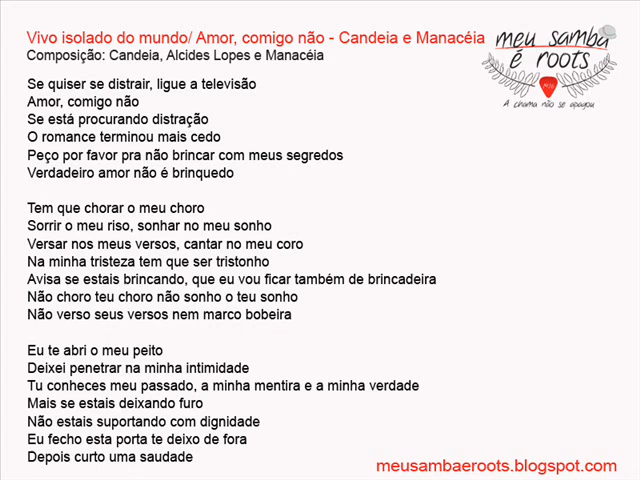 Vivo isolado do mundo/ Amor, comigo não - Candeia e Manacéia
Composição: Candeia, Alcides Lopes e Manacéia
meu samba
é roots
A chama não se apagou
Se quiser se distrair, ligue a televisão
Amor, comigo não
Se está procurando distração
O romance terminou mais cedo
Peço por favor pra não brincar com meus segredos
Verdadeiro amor não é brinquedo
Tem que chorar o meu choro
Sorrir o meu riso, sonhar no meu sonho
Versar nos meus versos, cantar no meu coro
Na minha tristeza tem que ser tristonho
Avisa se estais brincando, que eu vou ficar também de brincadeira
Não choro teu choro não sonho o teu sonho
Não verso seus versos nem marco bobeira
Eu te abri o meu peito
Deixei penetrar na minha intimidade
Tu conheces meu passado, a minha mentira e a minha verdade
Mais se estais deixando furo
Não estais suportando com dignidade
Eu fecho esta porta te deixo de fora
Depois curto uma saudade
meusambaeroots.blogspot.com